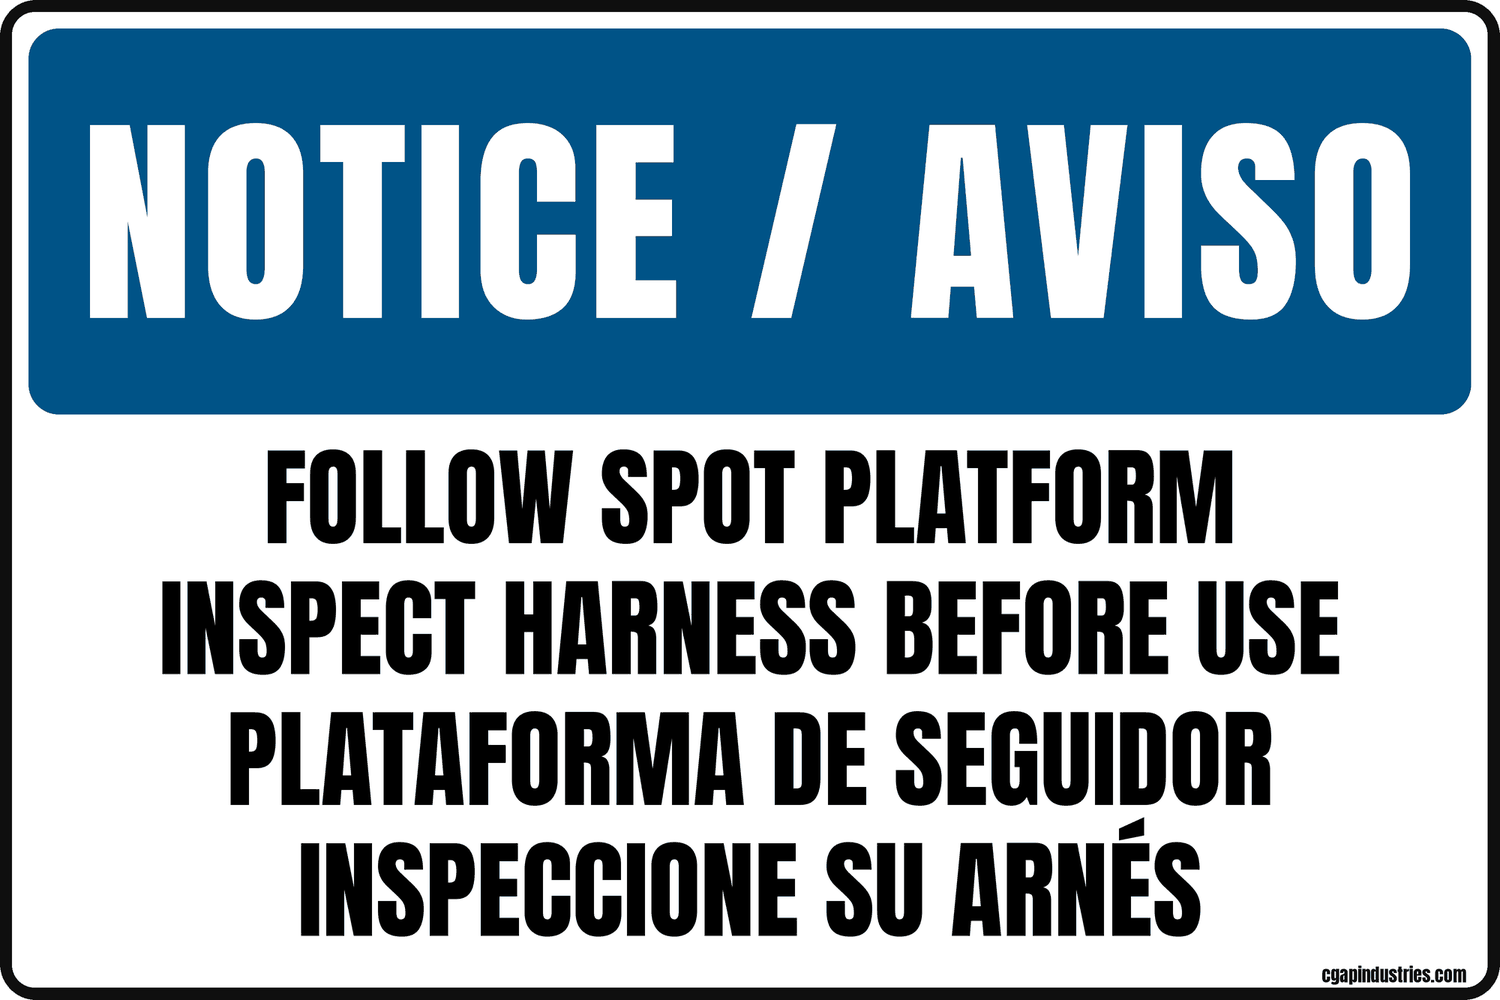 NOTICE / AVISO
FOLLOW SPOT PLATFORM
INSPECT HARNESS BEFORE USE
PLATAFORMA DE SEGUIDOR
INSPECCIONE SU ARNÉS
cgapindustries.com